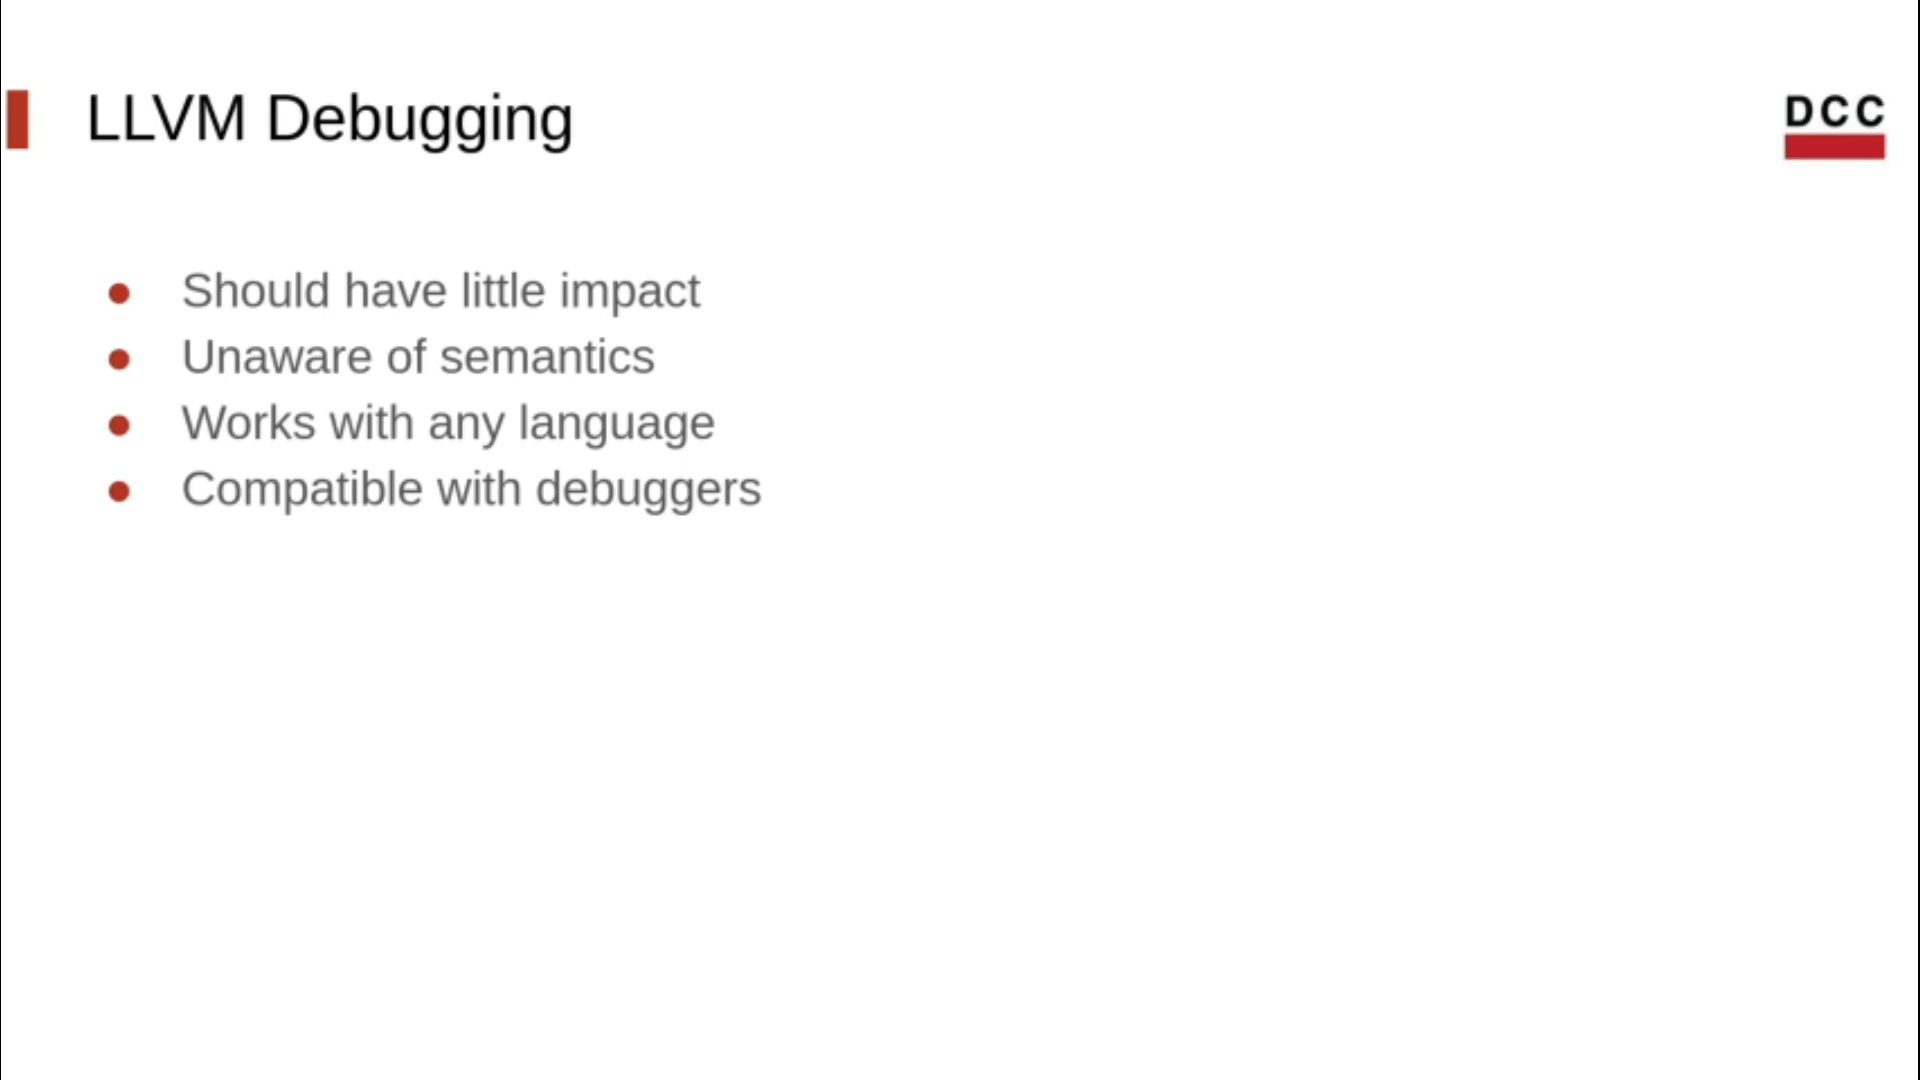 LLVM Debugging
DCC
Should have little impact
Unaware of semantics
Works with any language
Compatible with debuggers